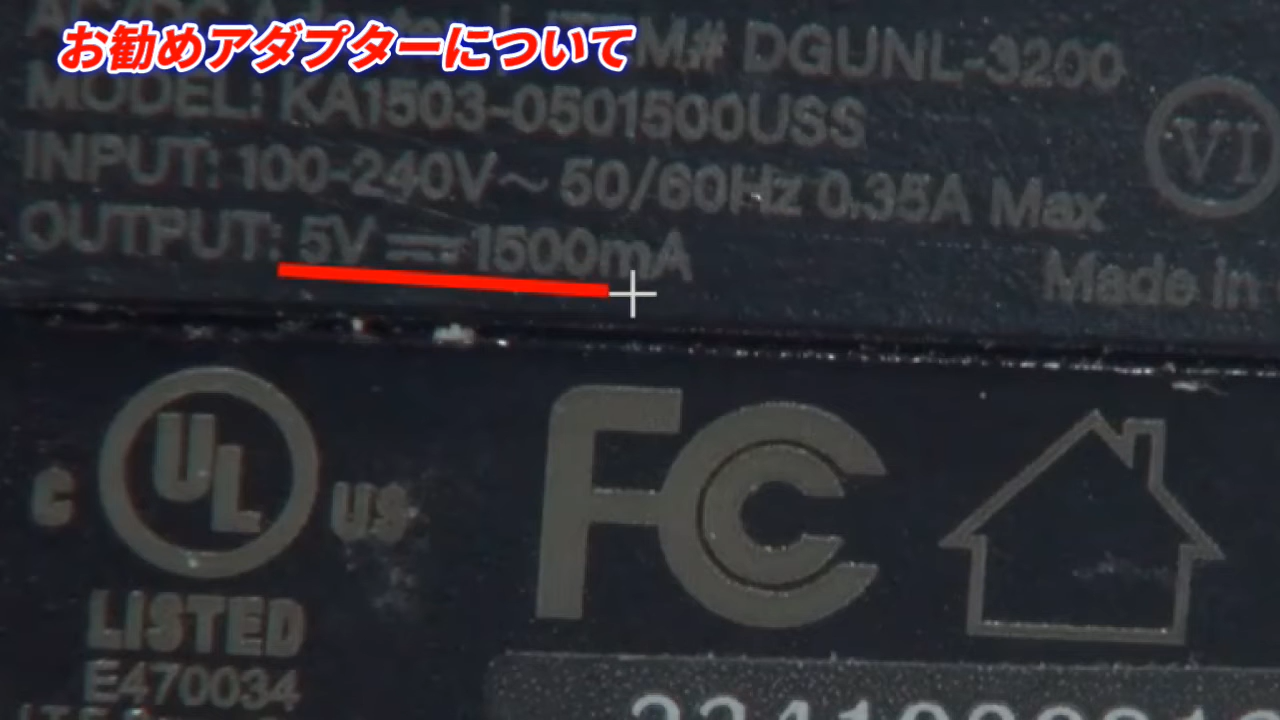 お勧めアダプターについて
M# DGUNL-3200
MODEL: KA1503-0501500USS
INPUT: 100-240V~ 50/60Hz 0.35A Max
VI
OUTPUT: 5V ⎓ 1500mA
Made in
C UL US
LISTED
E470034
FC